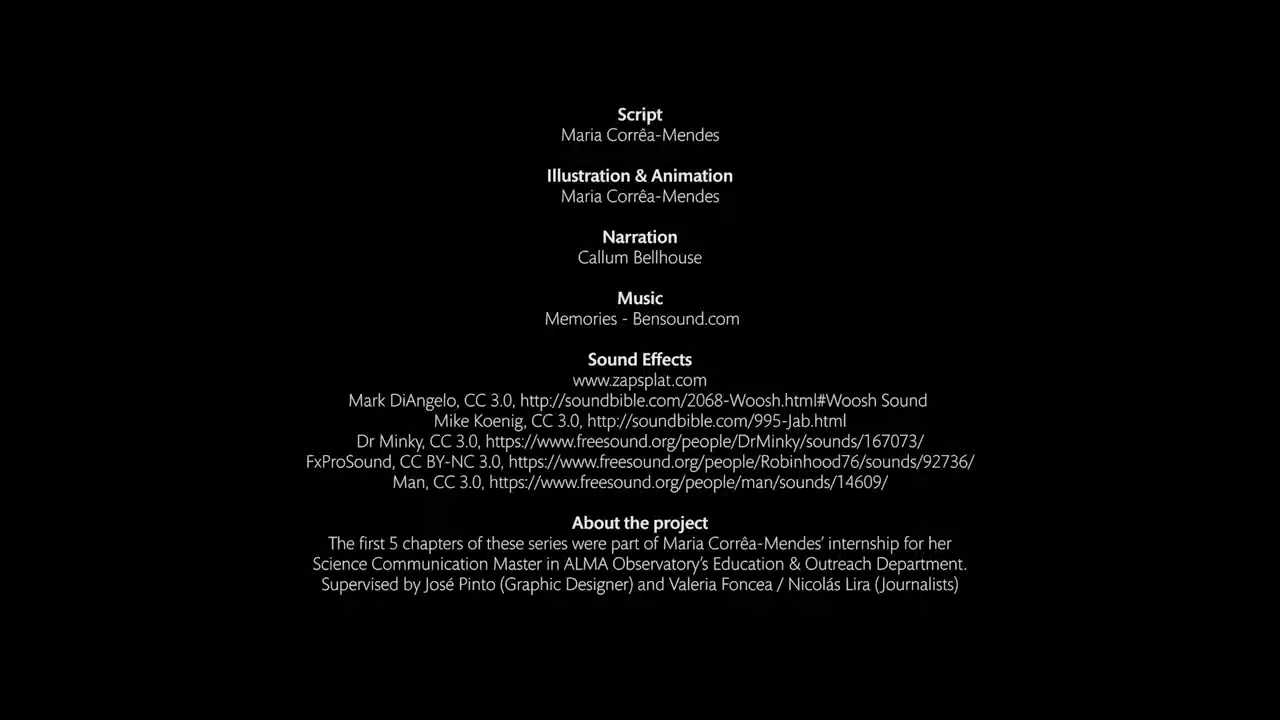 Script
Maria Corrêa-Mendes
Illustration & Animation
Maria Corrêa-Mendes
Narration
Callum Bellhouse
Music
Memories - Bensound.com
Sound Effects
www.zapsplat.com
Mark DiAngelo, CC 3.0, http://soundbible.com/2068-Woosh.html#Woosh Sound
Mike Koenig, CC 3.0, http://soundbible.com/995-Jab.html
Dr Minky, CC 3.0, https://www.freesound.org/people/DrMinky/sounds/167073/
FxProSound, CC BY-NC 3.0, https://www.freesound.org/people/Robinhood76/sounds/92736/
Man, CC 3.0, https://www.freesound.org/people/man/sounds/14609/
About the project
The first 5 chapters of these series were part of Maria Corrêa-Mendes' internship for her
Science Communication Master in ALMA Observatory's Education & Outreach Department.
Supervised by José Pinto (Graphic Designer) and Valeria Foncea / Nicolás Lira (Journalists)